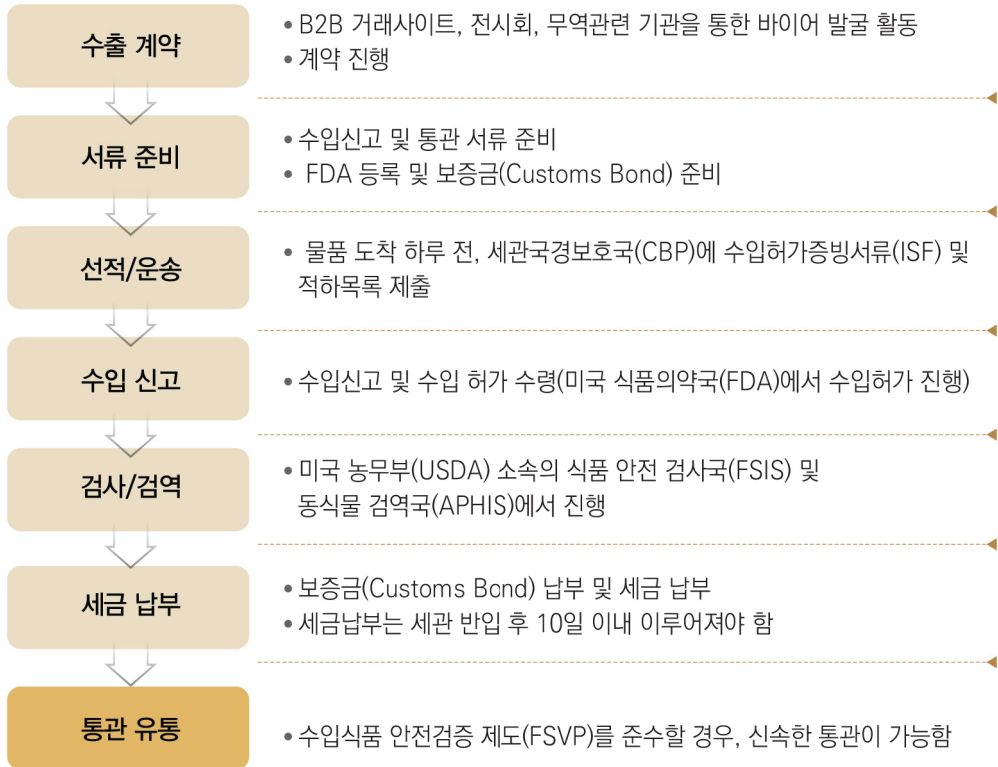 수출 계약
• B2B 거래사이트, 전시회, 무역관련 기관을 통한 바이어 발굴 활동
• 계약 진행
서류 준비
• 수입신고 및 통관 서류 준비
• FDA 등록 및 보증금(Customs Bond) 준비
선적/운송
• 물품 도착 하루 전, 세관국경보호국(CBP)에 수입허가증빙서류(ISF) 및
적하목록 제출
수입 신고
• 수입신고 및 수입 허가 수령(미국 식품의약국(FDA)에서 수입허가 진행)
검사/검역
• 미국 농무부(USDA) 소속의 식품 안전 검사국(FSIS) 및
동식물 검역국(APHIS)에서 진행
세금 납부
• 보증금(Customs Bond) 납부 및 세금 납부
• 세금납부는 세관 반입 후 10일 이내 이루어져야 함
통관 유통
• 수입식품 안전검증 제도(FSVP)를 준수할 경우, 신속한 통관이 가능함